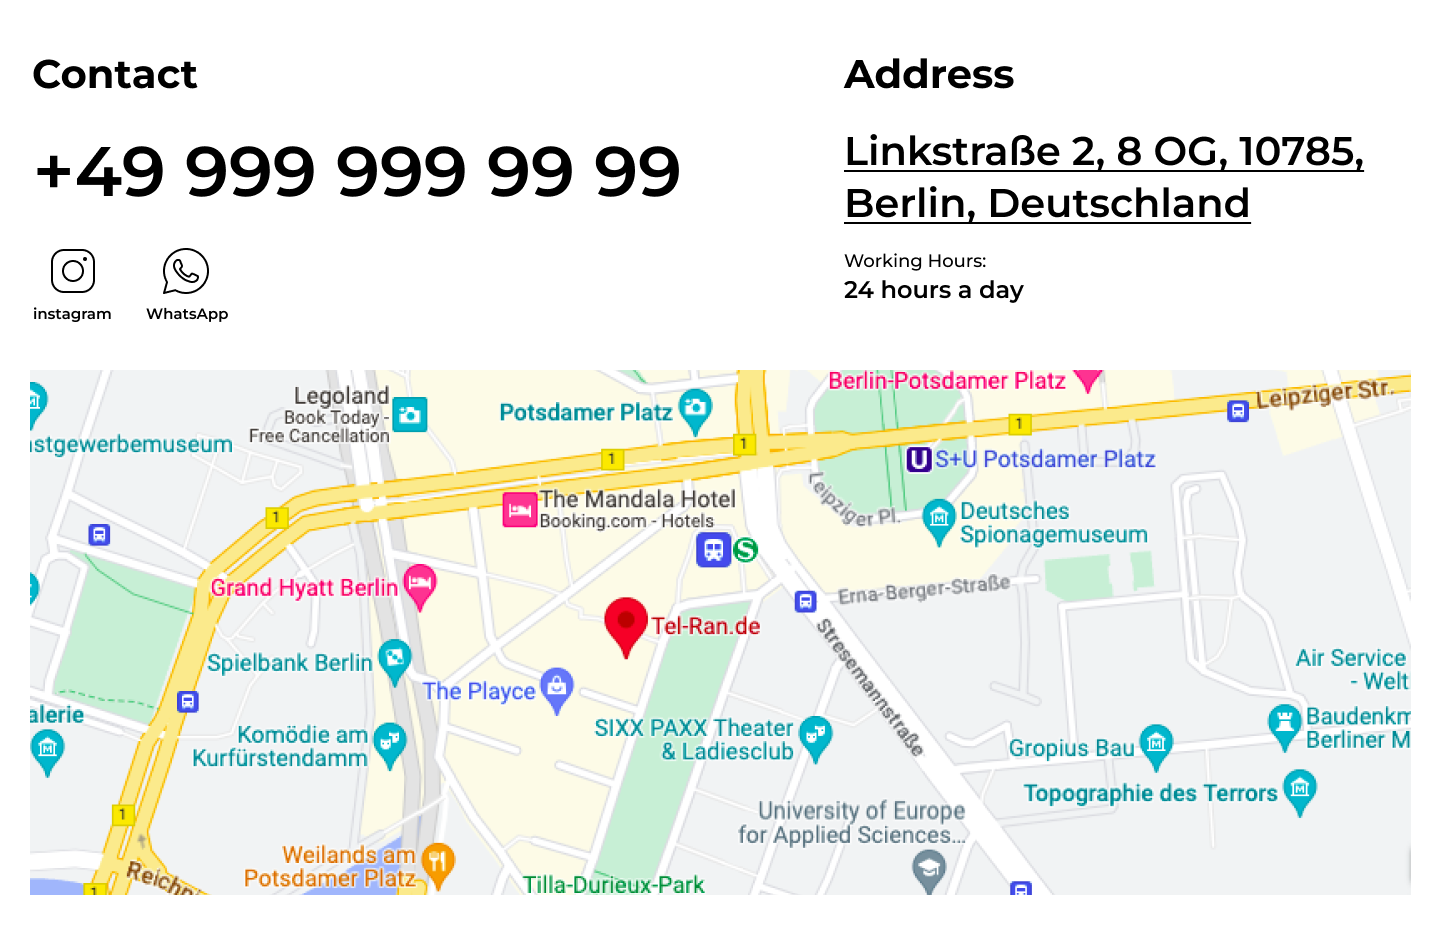 Contact
+49 999 999 99 99
instagram
WhatsApp
Address
Linkstraße 2, 8 OG, 10785,
Berlin, Deutschland
Working Hours:
24 hours a day
Legoland
Book Today -
Free Cancellation
Potsdamer Platz
Berlin-Potsdamer Platz
Leipziger Str.
astgewerbemuseum
1
1
1
1
U S+U Potsdamer Platz
The Mandala Hotel
Booking.com - Hotels
Leipziger Pl.
Deutsches
Spionagemuseum
S
Grand Hyatt Berlin
Erna-Berger-Straße
Tel-Ran.de
Stresemannstraße
Spielbank Berlin
The Playce
Air Service
- Welt
alerie
Komödie am
Kurfürstendamm
SIXX PAXX Theater
& Ladiesclub
Gropius Bau
Baudenkm
Berliner M
Topographie des Terrors
1
University of Europe
for Applied Sciences...
Weilands am
Potsdamer Platz
Reichpi
Tilla-Durieux-Park
1